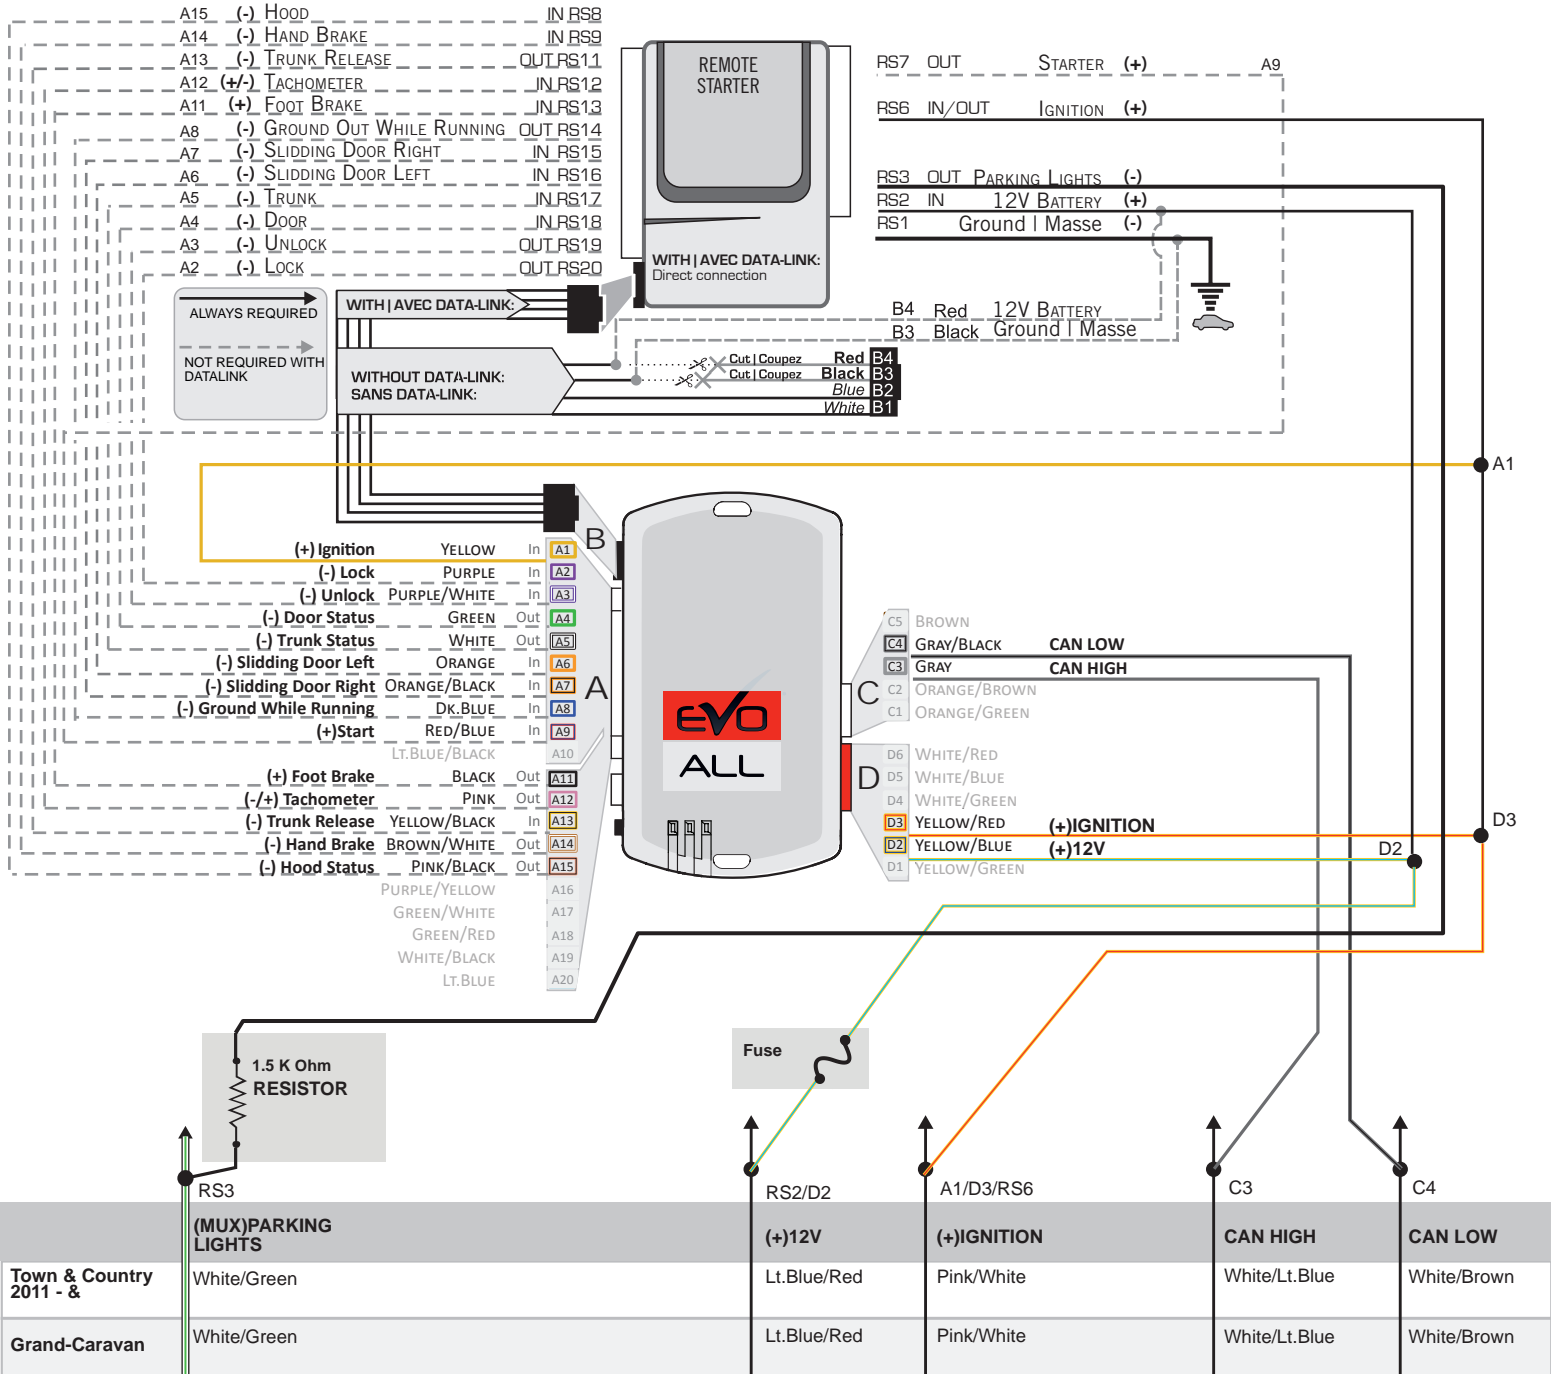 A15 (-) HOOD IN RS8
A14 (-) HAND BRAKE IN RS9
A13 (-) TRUNK RELEASE OUT RS11
A12 (+/-) TACHOMETER IN RS12
A11 (+) FOOT BRAKE IN RS13
A8 (-) GROUND OUT WHILE RUNNING OUT RS14
A7 (-) SLIDDING DOOR RIGHT IN RS15
A6 (-) SLIDDING DOOR LEFT IN RS16
A5 (-) TRUNK IN RS17
A4 (-) DOOR IN RS18
A3 (-) UNLOCK OUT RS19
A2 (-) LOCK OUT RS20
REMOTE
STARTER
WITH | AVEC DATA-LINK:
Direct connection
RS7 OUT STARTER (+) A9
RS6 IN/OUT IGNITION (+)
RS3 OUT PARKING LIGHTS (-)
RS2 IN 12V BATTERY (+)
RS1 Ground | Masse (-)
ALWAYS REQUIRED
NOT REQUIRED WITH
DATALINK
WITH | AVEC DATA-LINK:
WITHOUT DATA-LINK:
SANS DATA-LINK:
B4 Red 12V BATTERY
B3 Black Ground | Masse
Cut | Coupez Red B4
Cut | Coupez Black B3
Blue B2
White B1
A1
B
(+) Ignition YELLOW In A1
(-) Lock PURPLE In A2
(-) Unlock PURPLE/WHITE In A3
(-) Door Status GREEN Out A4
(-) Trunk Status WHITE Out A5
(-) Slidding Door Left ORANGE In A6
(-) Slidding Door Right ORANGE/BLACK In A7
(-) Ground While Running DK.BLUE In A8
(+)Start RED/BLUE In A9
LT.BLUE/BLACK A10
(+) Foot Brake BLACK Out A11
(-/+) Tachometer PINK Out A12
(-) Trunk Release YELLOW/BLACK In A13
(-) Hand Brake BROWN/WHITE Out A14
(-) Hood Status PINK/BLACK Out A15
PURPLE/YELLOW A16
GREEN/WHITE A17
GREEN/RED A18
WHITE/BLACK A19
LT.BLUE A20
A
EVO
ALL
C
C5 BROWN
C4 GRAY/BLACK CAN LOW
C3 GRAY CAN HIGH
C2 ORANGE/BROWN
C1 ORANGE/GREEN
D
D6 WHITE/RED
D5 WHITE/BLUE
D4 WHITE/GREEN
D3 YELLOW/RED (+)IGNITION D3
D2 YELLOW/BLUE (+)12V D2
D1 YELLOW/GREEN
1.5 K Ohm
RESISTOR
Fuse
RS3 RS2/D2 A1/D3/RS6 C3 C4
(MUX)PARKING
LIGHTS (+)12V (+)IGNITION CAN HIGH CAN LOW
Town & Country
2011 - & White/Green Lt.Blue/Red Pink/White White/Lt.Blue White/Brown
Grand-Caravan White/Green Lt.Blue/Red Pink/White White/Lt.Blue White/Brown